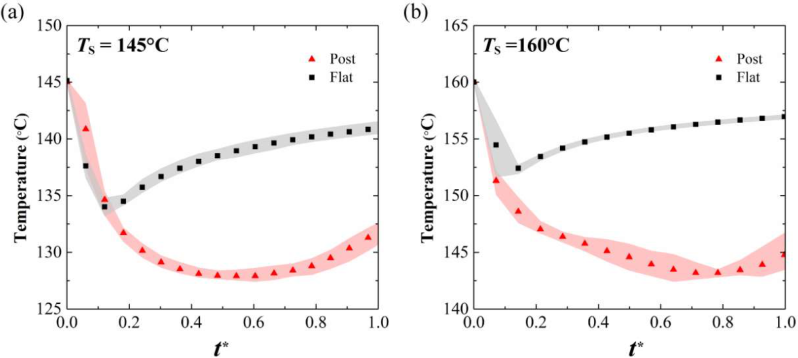 (a)
T_S = 145°C
Post
Flat
Temperature (°C)
150
145
140
135
130
125
0.0 0.2 0.4 0.6 0.8 1.0
t*
(b)
T_S =160°C
Post
Flat
Temperature (°C)
165
160
155
150
145
140
0.0 0.2 0.4 0.6 0.8 1.0
t*